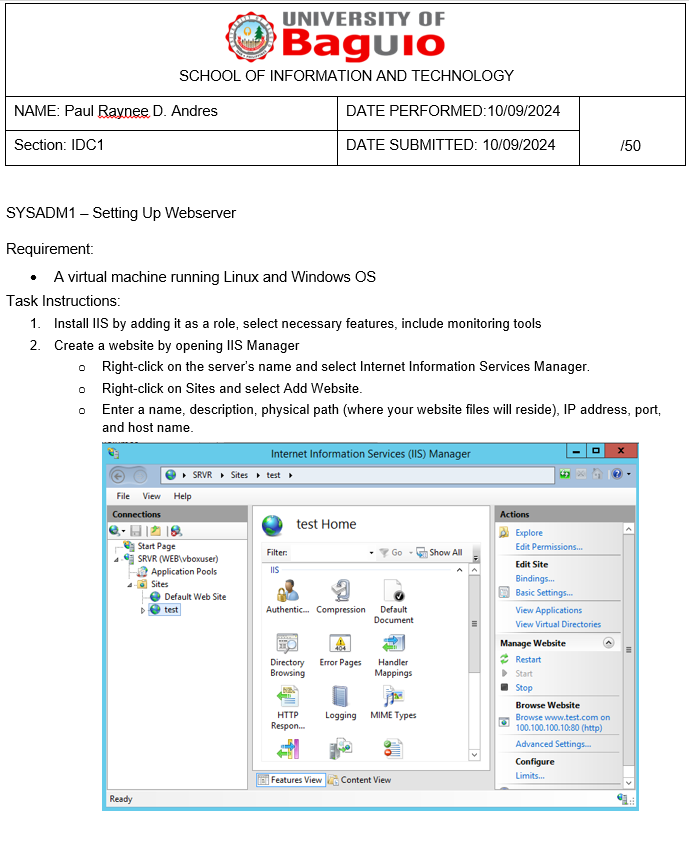 UNIVERSITY OF
Baguio
SCHOOL OF INFORMATION AND TECHNOLOGY
NAME: Paul Raynee D. Andres
DATE PERFORMED:10/09/2024
Section: IDC1
DATE SUBMITTED: 10/09/2024
/50
SYSADM1 – Setting Up Webserver
Requirement:
• A virtual machine running Linux and Windows OS
Task Instructions:
1. Install IIS by adding it as a role, select necessary features, include monitoring tools
2. Create a website by opening IIS Manager
o Right-click on the server's name and select Internet Information Services Manager.
o Right-click on Sites and select Add Website.
o Enter a name, description, physical path (where your website files will reside), IP address, port,
and host name.
Internet Information Services (IIS) Manager
SRVR Sites test
File View Help
Connections
Start Page
SRVR (WEB\vboxuser)
Application Pools
Sites
Default Web Site
test
test Home
Filter: Go Show All
IIS
Authentic... Compression Default
Document
Directory
Browsing
Error Pages
Handler
Mappings
HTTP
Respon...
Logging
MIME Types
Features View Content View
Actions
Explore
Edit Permissions...
Edit Site
Bindings...
Basic Settings...
View Applications
View Virtual Directories
Manage Website
Restart
Start
Stop
Browse Website
Browse www.test.com on
100.100.100.10:80 (http)
Advanced Settings...
Configure
Limits...
Ready